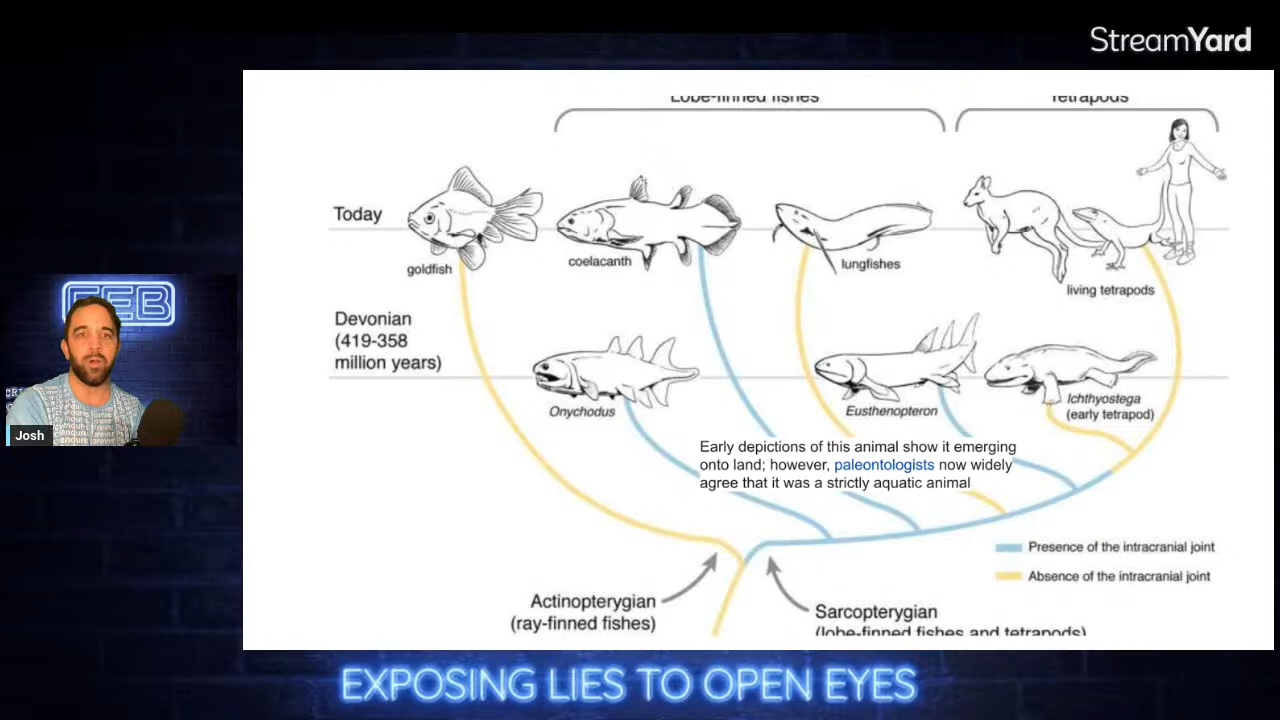 StreamYard
Lobe-finned fishes
Tetrapods
Today
goldfish
coelacanth
lungfishes
living tetrapods
Devonian
(419-358
million years)
Onychodus
Eusthenopteron
Ichthyostega
(early tetrapod)
Early depictions of this animal show it emerging
onto land; however, paleontologists now widely
agree that it was a strictly aquatic animal
Presence of the intracranial joint
Absence of the intracranial joint
Actinopterygian
(ray-finned fishes)
Sarcopterygian
(lobe-finned fishes and tetrapods)
FEB
Josh
EXPOSING LIES TO OPEN EYES